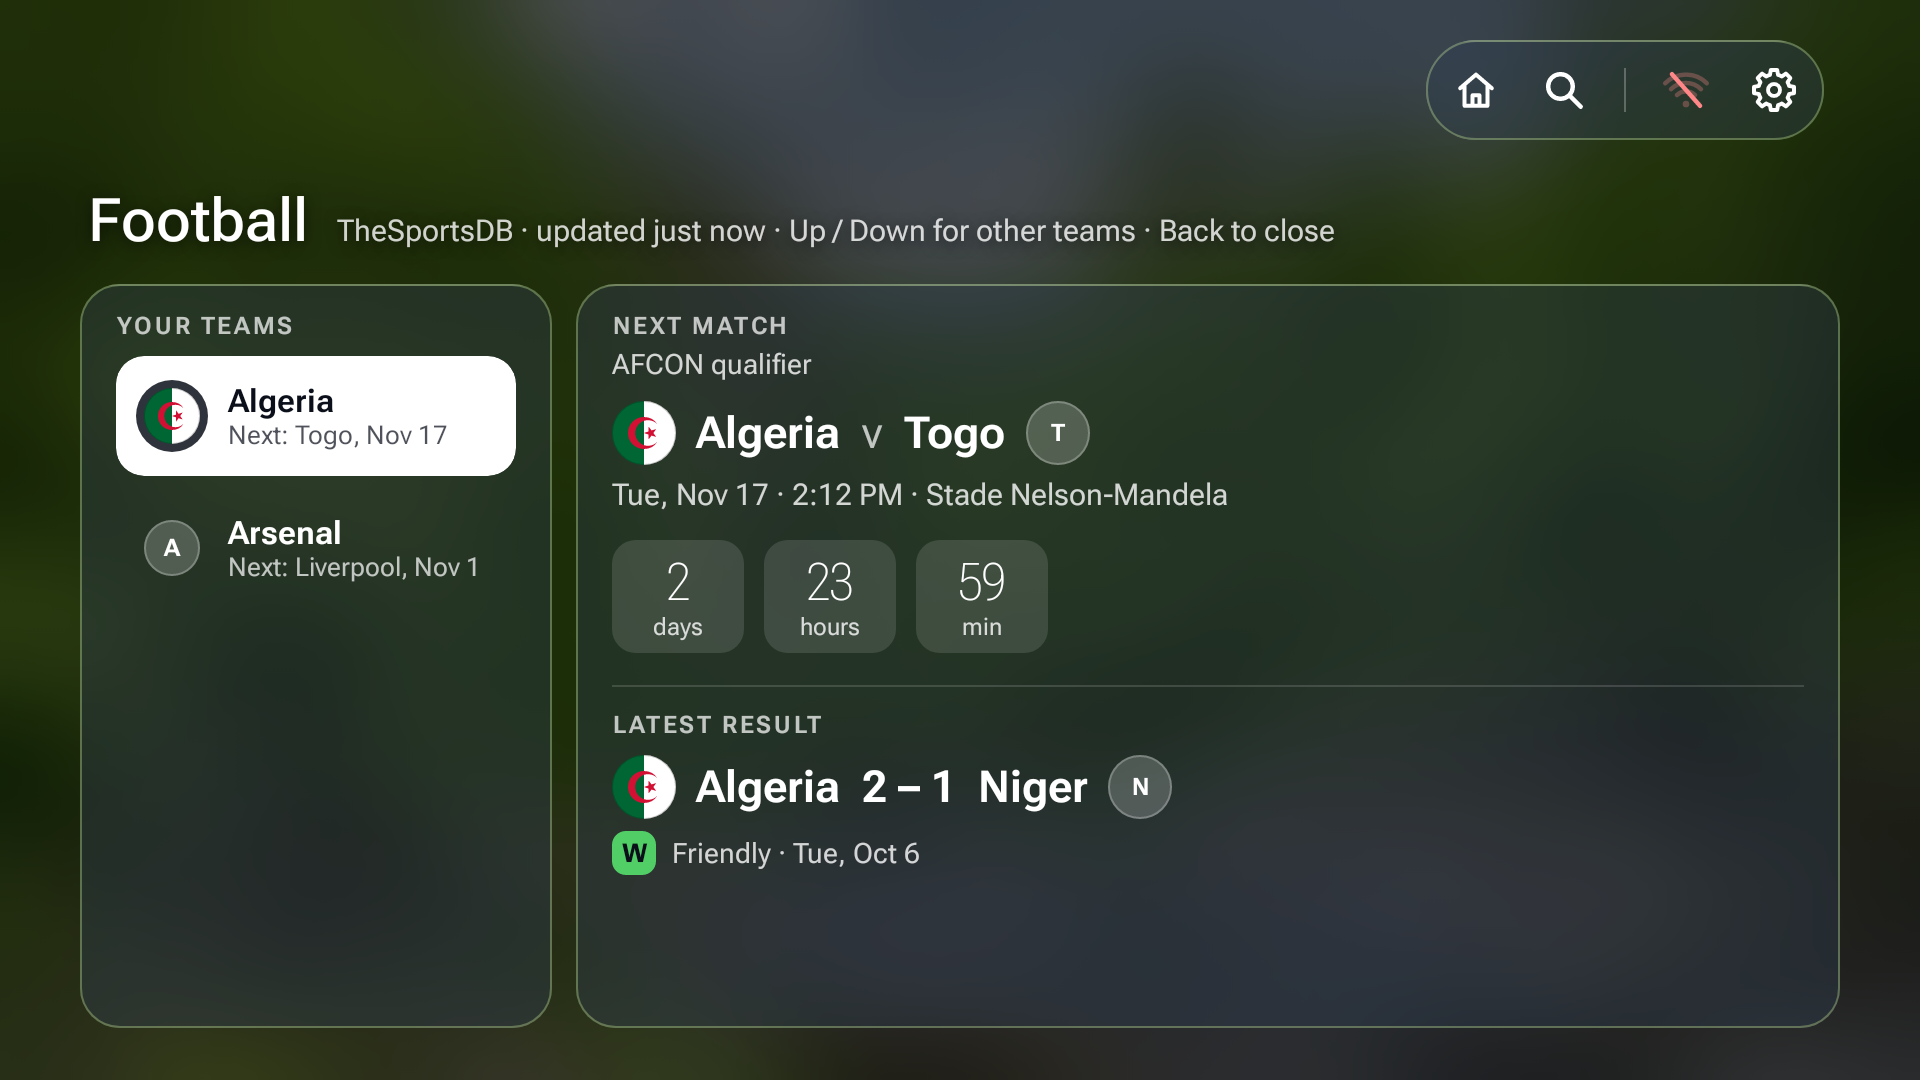 Football TheSportsDB · updated just now · Up / Down for other teams · Back to close
YOUR TEAMS
Algeria
Next: Togo, Nov 17
A
Arsenal
Next: Liverpool, Nov 1
NEXT MATCH
AFCON qualifier
Algeria v Togo T
Tue, Nov 17 · 2:12 PM · Stade Nelson-Mandela
2 23 59
days hours min
LATEST RESULT
Algeria 2 – 1 Niger N
W Friendly · Tue, Oct 6